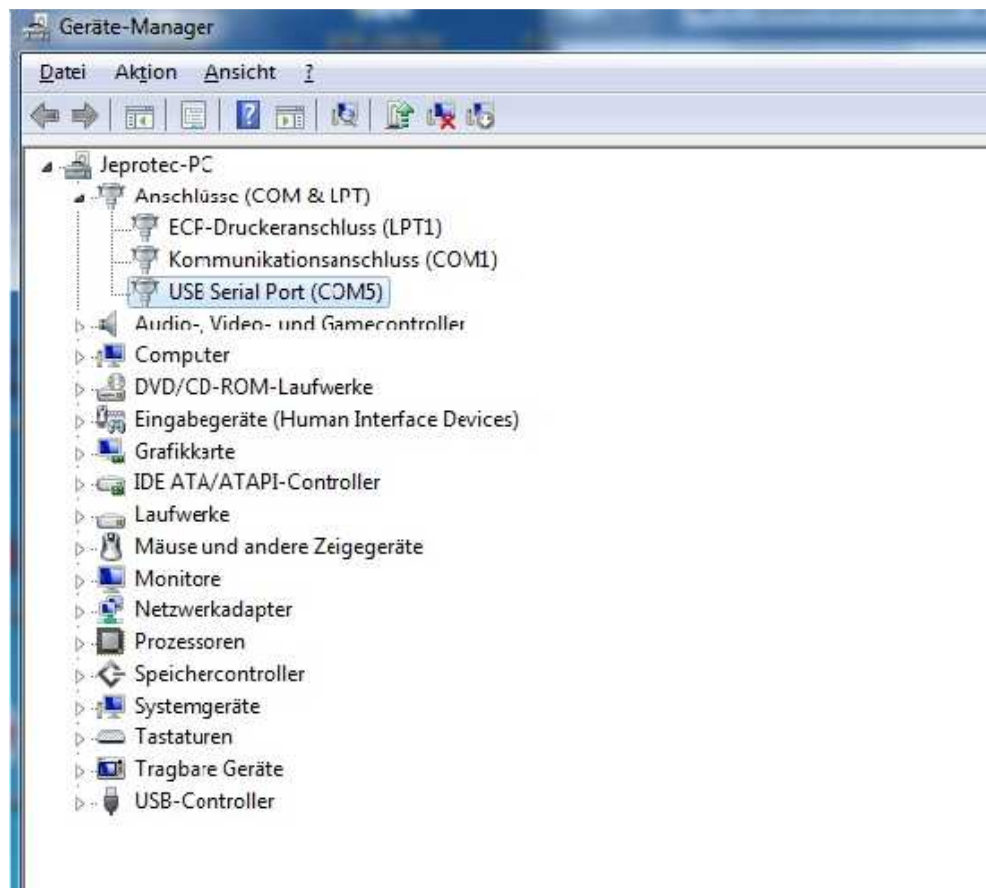 Geräte-Manager
Datei Aktion Ansicht ?
Jeprotec-PC
Anschlüsse (COM & LPT)
ECP-Druckeranschluss (LPT1)
Kommunikationsanschluss (COM1)
USB Serial Port (COM5)
Audio-, Video- und Gamecontroller
Computer
DVD/CD-ROM-Laufwerke
Eingabegeräte (Human Interface Devices)
Grafikkarte
IDE ATA/ATAPI-Controller
Laufwerke
Mäuse und andere Zeigegeräte
Monitore
Netzwerkadapter
Prozessoren
Speichercontroller
Systemgeräte
Tastaturen
Tragbare Geräte
USB-Controller